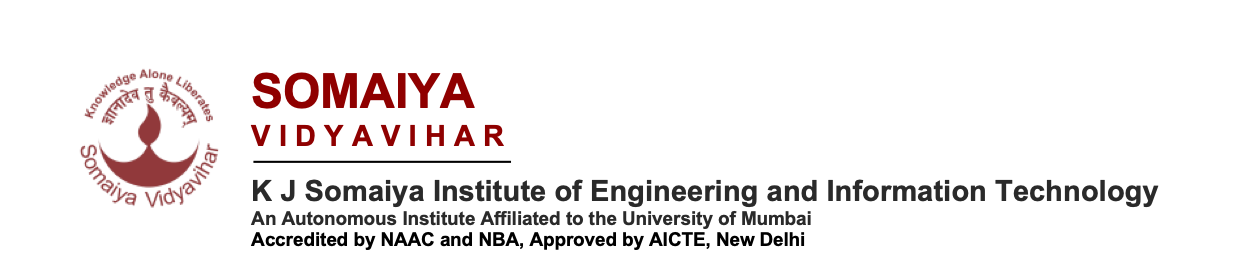 Knowledge Alone Liberates
ज्ञानादेव तु कैवल्यम्
Somaiya Vidyavihar
SOMAIYA
VIDYAVIHAR
K J Somaiya Institute of Engineering and Information Technology
An Autonomous Institute Affiliated to the University of Mumbai
Accredited by NAAC and NBA, Approved by AICTE, New Delhi